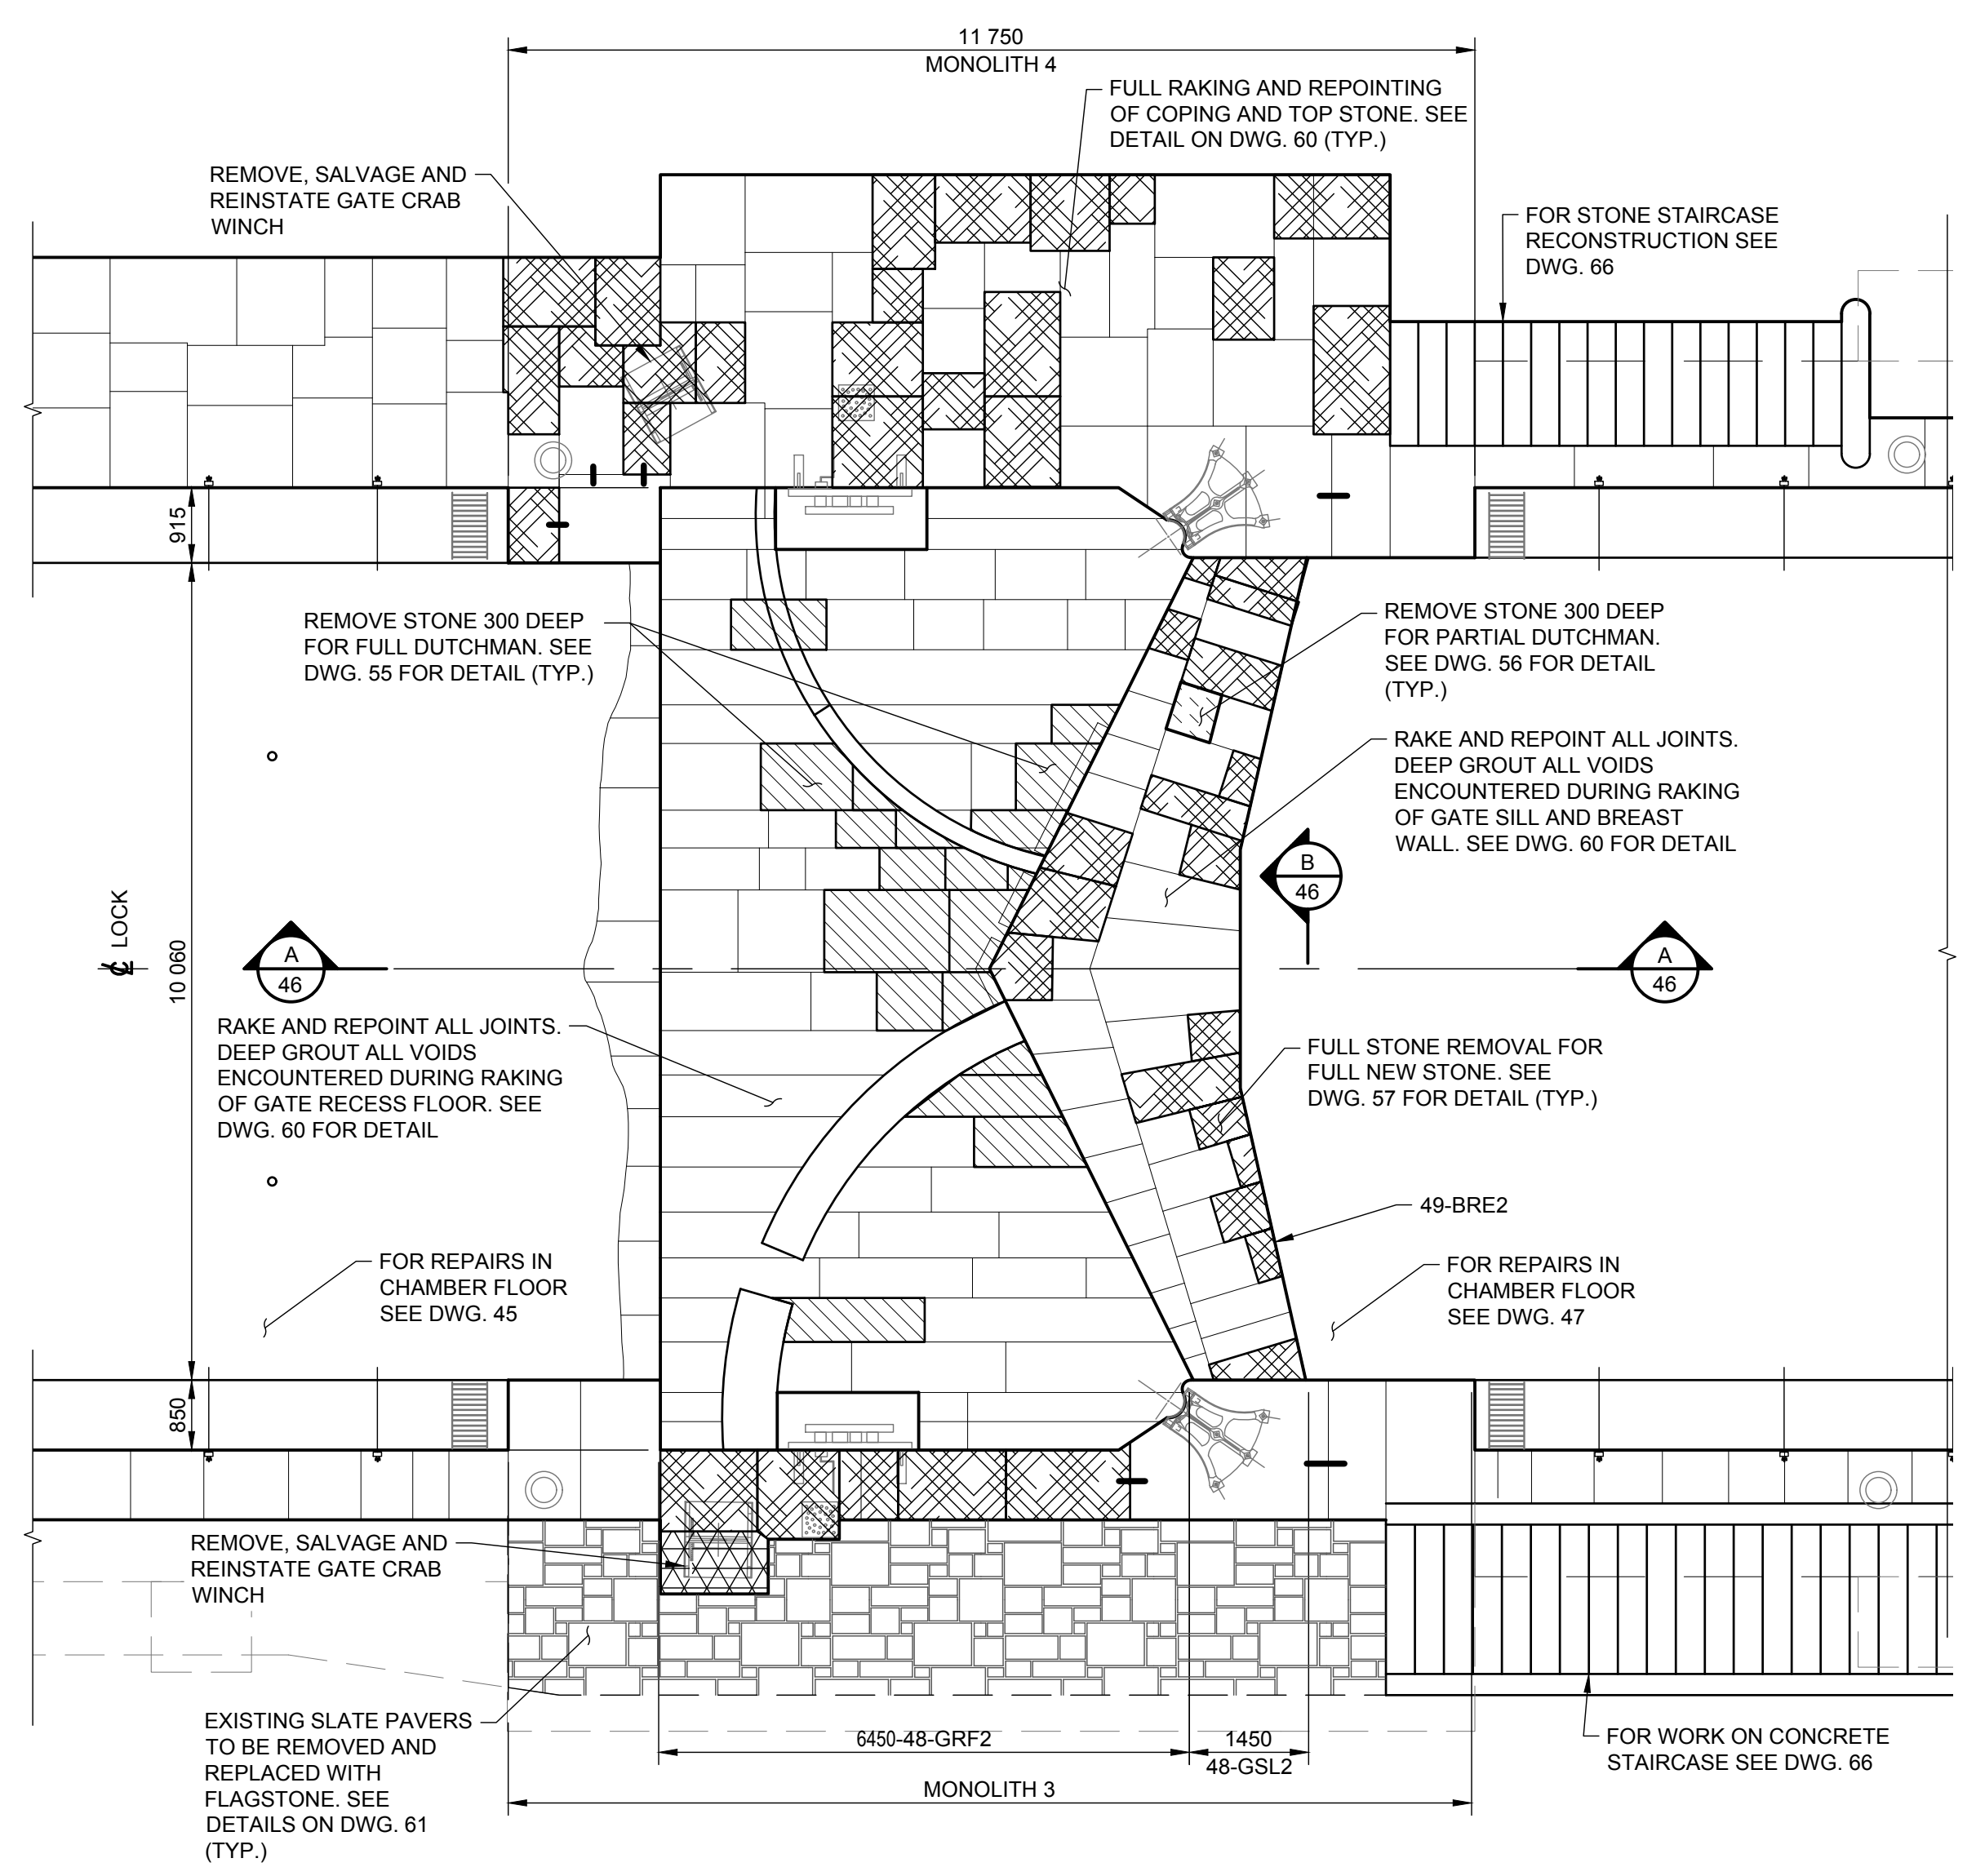 11 750
MONOLITH 4
FULL RAKING AND REPOINTING
OF COPING AND TOP STONE. SEE
DETAIL ON DWG. 60 (TYP.)
REMOVE, SALVAGE AND
REINSTATE GATE CRAB
WINCH
FOR STONE STAIRCASE
RECONSTRUCTION SEE
DWG. 66
915
REMOVE STONE 300 DEEP
FOR FULL DUTCHMAN. SEE
DWG. 55 FOR DETAIL (TYP.)
REMOVE STONE 300 DEEP
FOR PARTIAL DUTCHMAN.
SEE DWG. 56 FOR DETAIL
(TYP.)
RAKE AND REPOINT ALL JOINTS.
DEEP GROUT ALL VOIDS
ENCOUNTERED DURING RAKING
OF GATE SILL AND BREAST
WALL. SEE DWG. 60 FOR DETAIL
B
46
℄ LOCK
10 060
A
46
A
46
RAKE AND REPOINT ALL JOINTS.
DEEP GROUT ALL VOIDS
ENCOUNTERED DURING RAKING
OF GATE RECESS FLOOR. SEE
DWG. 60 FOR DETAIL
FULL STONE REMOVAL FOR
FULL NEW STONE. SEE
DWG. 57 FOR DETAIL (TYP.)
49-BRE2
FOR REPAIRS IN
CHAMBER FLOOR
SEE DWG. 45
FOR REPAIRS IN
CHAMBER FLOOR
SEE DWG. 47
850
REMOVE, SALVAGE AND
REINSTATE GATE CRAB
WINCH
EXISTING SLATE PAVERS
TO BE REMOVED AND
REPLACED WITH
FLAGSTONE. SEE
DETAILS ON DWG. 61
(TYP.)
6450-48-GRF2
1450
48-GSL2
MONOLITH 3
FOR WORK ON CONCRETE
STAIRCASE SEE DWG. 66